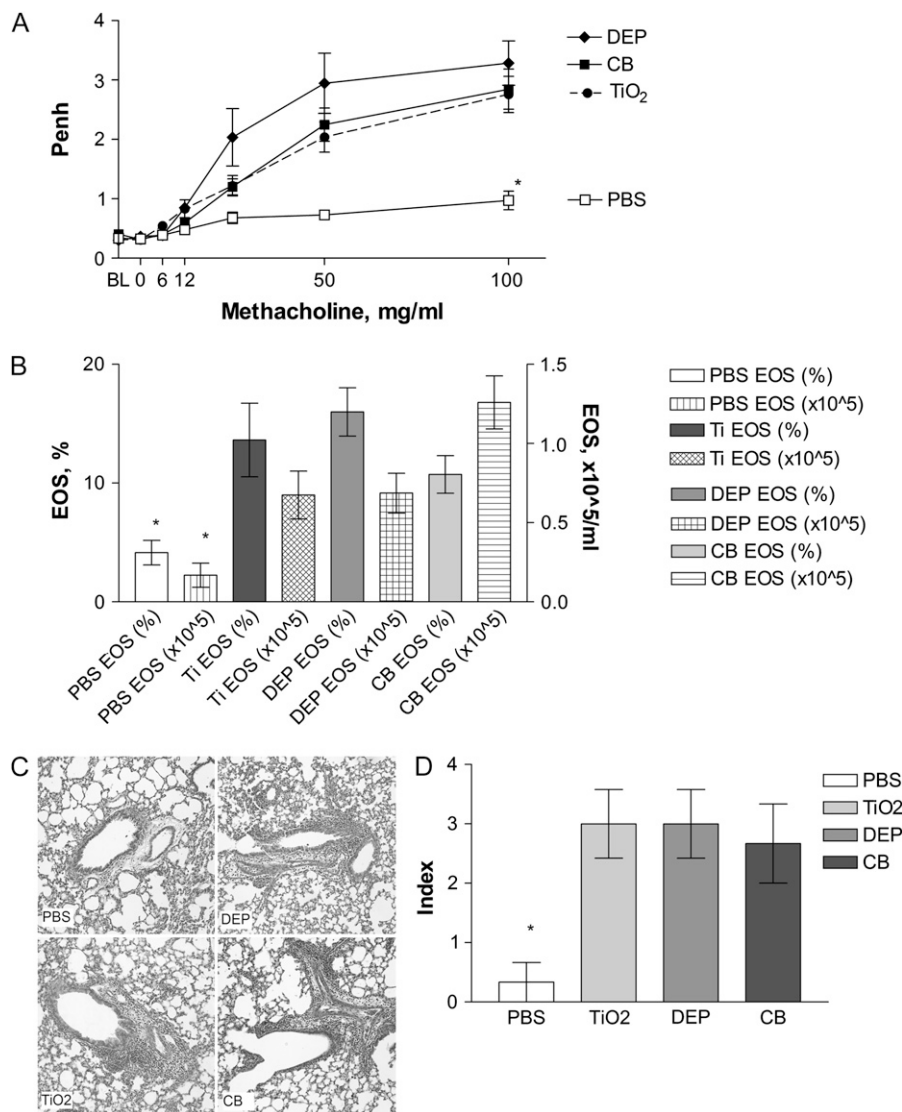 A
4
3
2
1
0
Penh
BL 0 6 12 50 100
Methacholine, mg/ml
DEP
CB
TiO₂
PBS
*
B
20
10
0
EOS, %
1.5
1.0
0.5
0.0
EOS, x10^5/ml
* *
PBS EOS (%)
PBS EOS (x10^5)
Ti EOS (%)
Ti EOS (x10^5)
DEP EOS (%)
DEP EOS (x10^5)
CB EOS (%)
CB EOS (x10^5)
PBS EOS (%)
PBS EOS (x10^5)
Ti EOS (%)
Ti EOS (x10^5)
DEP EOS (%)
DEP EOS (x10^5)
CB EOS (%)
CB EOS (x10^5)
C
PBS
DEP
TiO2
CB
D
4
3
2
1
0
Index
*
PBS TiO2 DEP CB
PBS
TiO2
DEP
CB